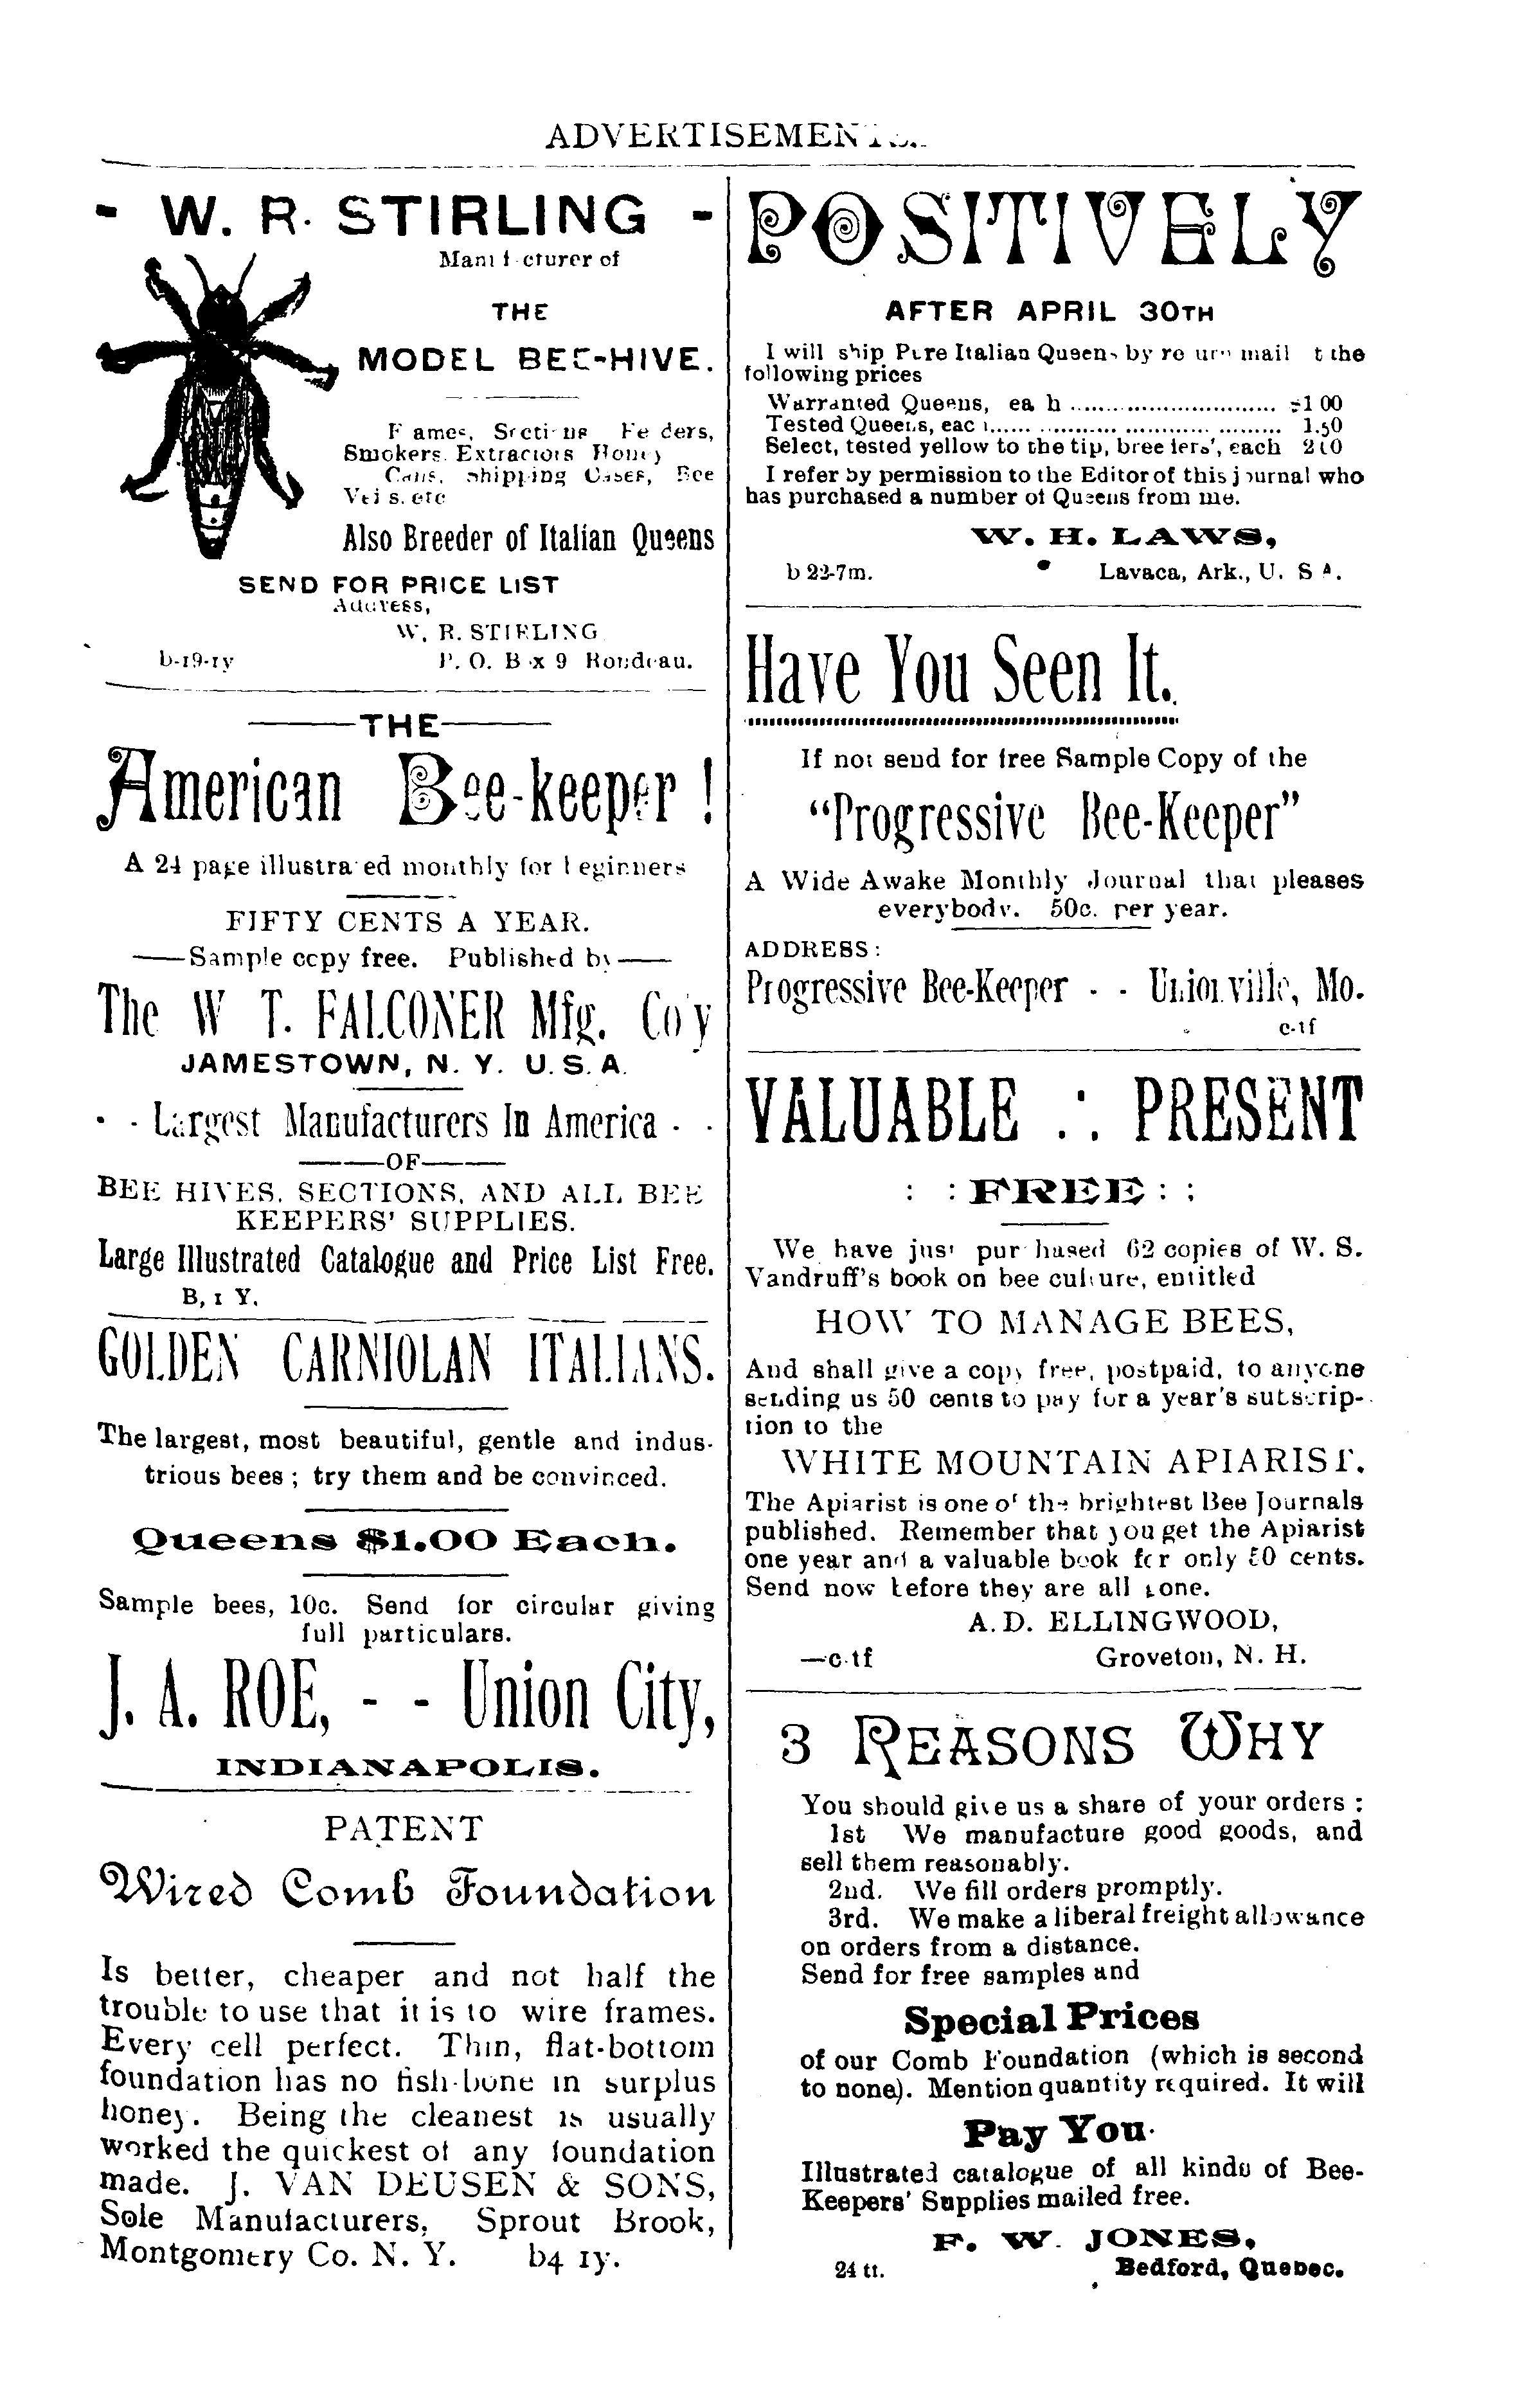 ADVERTISEMENTS.
- W. R. STIRLING -
Manufacturer of
THE
MODEL BEE-HIVE.
Frames, Sections, Feeders,
Smokers, Extractors, Honey
Cans, Shipping Cases, Bee
Veils, etc
Also Breeder of Italian Queens
SEND FOR PRICE LIST
Address,
W. R. STIRLING
b-19-1y P. O. Box 9 Rondeau.
THE
American Bee-keeper !
A 24 page illustrated monthly for beginners
FIFTY CENTS A YEAR.
—Sample copy free. Published by—
The W T. FALCONER Mfg. Co'y
JAMESTOWN, N. Y. U. S. A.
- - Largest Manufacturers In America - -
OF
BEE HIVES, SECTIONS, AND ALL BEE
KEEPERS' SUPPLIES.
Large Illustrated Catalogue and Price List Free.
B, 1 Y.
GOLDEN CARNIOLAN ITALIANS.
The largest, most beautiful, gentle and indus-
trious bees ; try them and be convinced.
Queens $1.00 Each.
Sample bees, 10c. Send for circular giving
full particulars.
J. A. ROE, - - Union City,
INDIANAPOLIS.
PATENT
Wired Comb Foundation
Is better, cheaper and not half the
trouble to use that it is to wire frames.
Every cell perfect. Thin, flat-bottom
foundation has no fish-bone in surplus
honey. Being the cleanest is usually
worked the quickest of any foundation
made. J. VAN DEUSEN & SONS,
Sole Manufacturers, Sprout Brook,
Montgomery Co. N. Y. b4 1y.
POSITIVELY
AFTER APRIL 30TH
I will ship Pure Italian Queens by return mail at the
following prices
Warranted Queens, each ............ $1 00
Tested Queens, each ............ 1.50
Select, tested yellow to the tip, breeders', each
I refer by permission to the Editor of this journal who
has purchased a number of Queens from me.
W. H. LAWS,
b 22-7m. Lavaca, Ark., U. S A.
Have You Seen It.
If not send for free Sample Copy of the
"Progressive Bee-Keeper"
A Wide Awake Monthly Journal that pleases
everybody. 50c. per year.
ADDRESS:
Progressive Bee-Keeper - - Unionville, Mo.
c-tf
VALUABLE PRESENT
: : FREE : :
We have just purchased 62 copies of W. S.
Vandruff's book on bee culture, entitled
HOW TO MANAGE BEES,
And shall give a copy free, postpaid, to anyone
sending us 50 cents to pay for a year's subscrip-
tion to the
WHITE MOUNTAIN APIARIST.
The Apiarist is one of the brightest Bee Journals
published. Remember that you get the Apiarist
one year and a valuable book for only 50 cents.
Send now before they are all gone.
A. D. ELLINGWOOD,
—c-tf Groveton, N. H.
3 REASONS WHY
You should give us a share of your orders :
1st We manufacture good goods, and
sell them reasonably.
2nd. We fill orders promptly.
3rd. We make a liberal freight allowance
on orders from a distance.
Send for free samples and
Special Prices
of our Comb Foundation (which is second
to none). Mention quantity required. It will
Pay You.
Illustrated catalogue of all kinds of Bee-
Keepers' Supplies mailed free.
F. W. JONES,
24 tf. Bedford, Quebec.